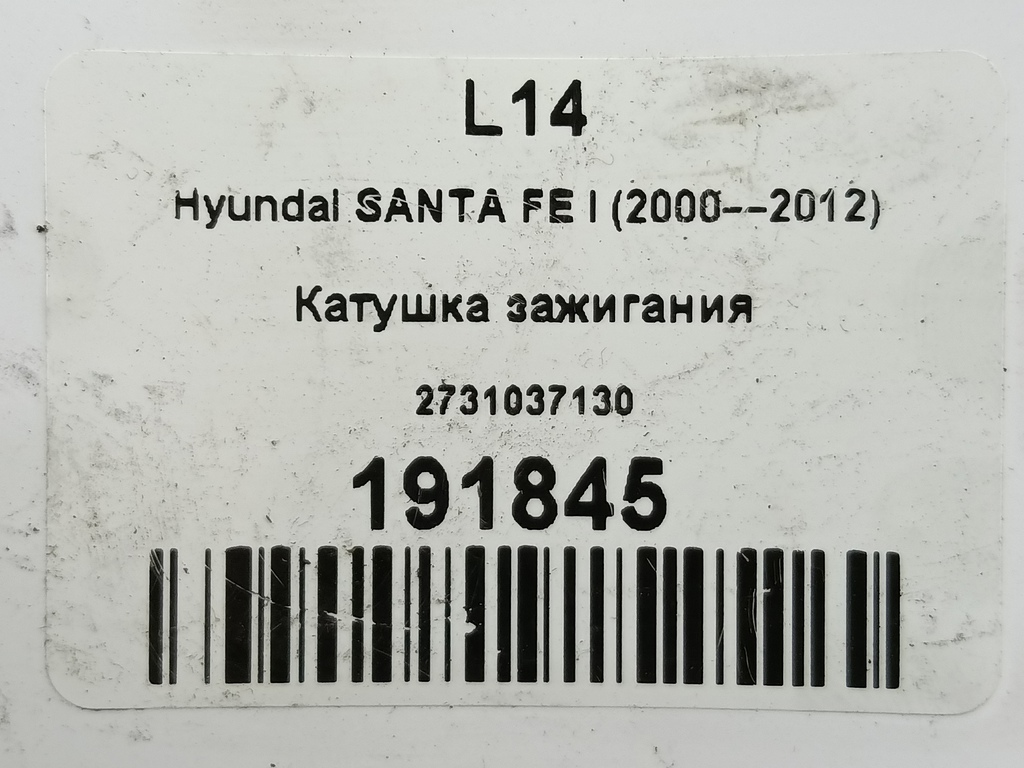 L14
Hyundai SANTA FE I (2000--2012)
Катушка зажигания
2731037130
191845